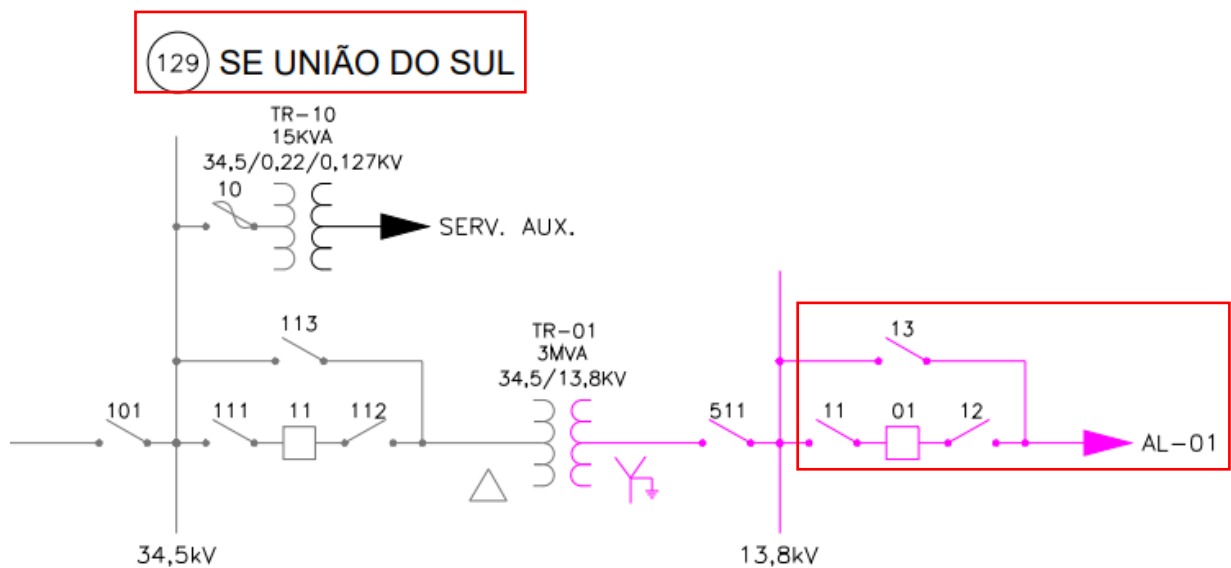 129 SE UNIÃO DO SUL
TR-10
15KVA
34,5/0,22/0,127KV
10
SERV. AUX.
113
TR-01
3MVA
34,5/13,8KV
13
101
111
11
112
511
11
01
12
AL-01
34,5kV
13,8kV